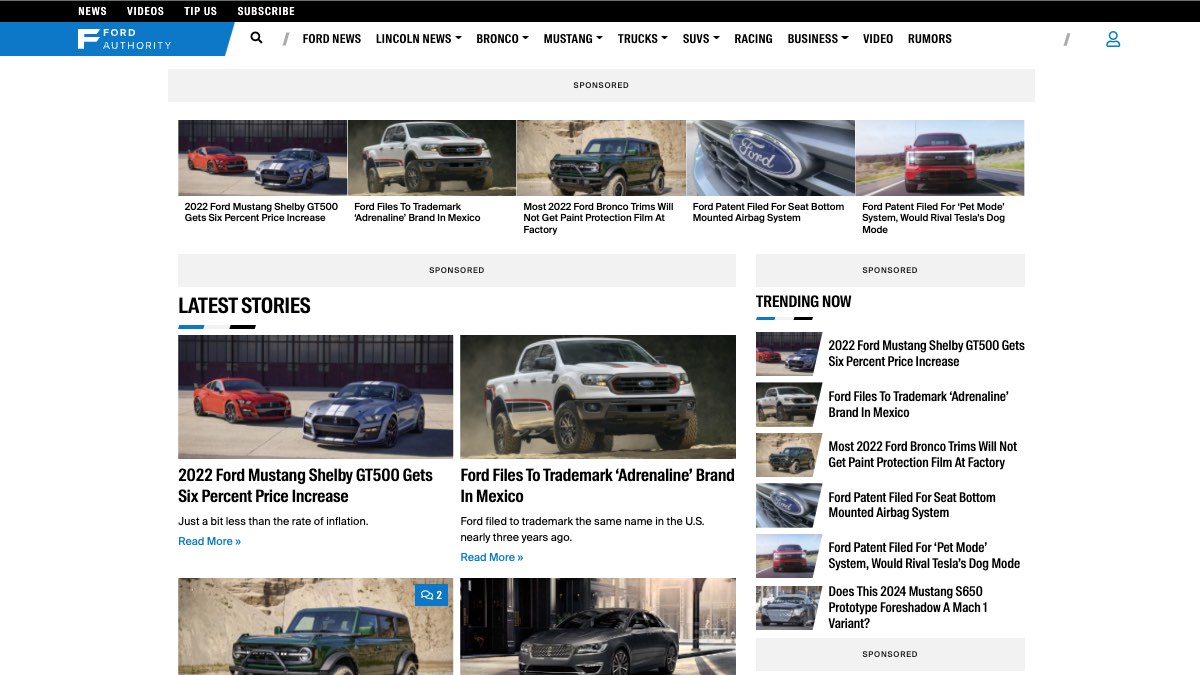 NEWS VIDEOS TIP US SUBSCRIBE
FORD
AUTHORITY
/ FORD NEWS LINCOLN NEWS BRONCO MUSTANG TRUCKS SUVS RACING BUSINESS VIDEO RUMORS /
SPONSORED
Ford
2022 Ford Mustang Shelby GT500
Gets Six Percent Price Increase
Ford Files To Trademark
‘Adrenaline’ Brand In Mexico
Most 2022 Ford Bronco Trims Will
Not Get Paint Protection Film At
Factory
Ford Patent Filed For Seat Bottom
Mounted Airbag System
Ford Patent Filed For ‘Pet Mode’
System, Would Rival Tesla’s Dog
Mode
SPONSORED
LATEST STORIES
2022 Ford Mustang Shelby GT500 Gets
Six Percent Price Increase
Just a bit less than the rate of inflation.
Read More »
Ford Files To Trademark ‘Adrenaline’ Brand
In Mexico
Ford filed to trademark the same name in the U.S.
nearly three years ago.
Read More »
2
SPONSORED
TRENDING NOW
2022 Ford Mustang Shelby GT500 Gets
Six Percent Price Increase
Ford Files To Trademark ‘Adrenaline’
Brand In Mexico
Most 2022 Ford Bronco Trims Will Not
Get Paint Protection Film At Factory
Ford
Ford Patent Filed For Seat Bottom
Mounted Airbag System
Ford Patent Filed For ‘Pet Mode’
System, Would Rival Tesla’s Dog Mode
Does This 2024 Mustang S650
Prototype Foreshadow A Mach 1
Variant?
SPONSORED